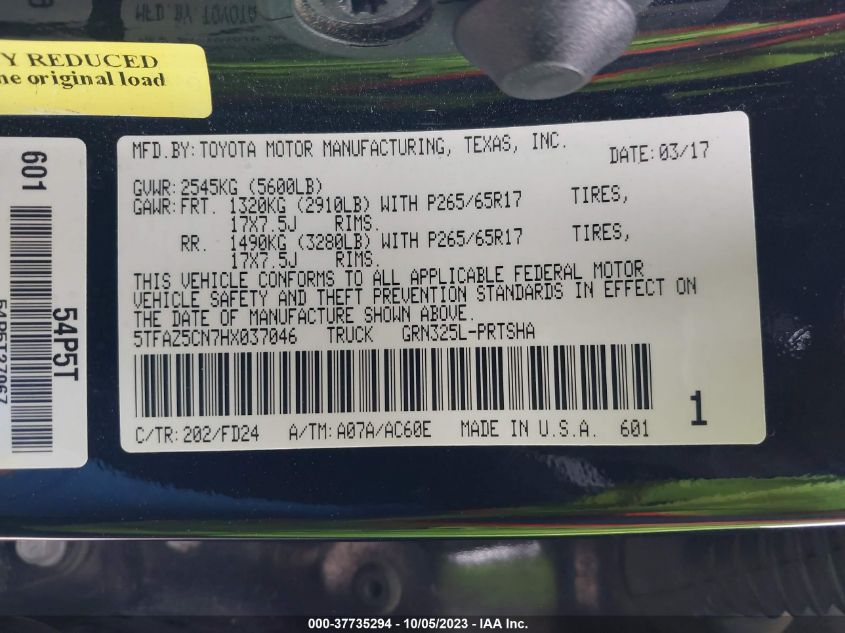 Y REDUCED
ne original load
601
54P5T
MFD.BY: TOYOTA MOTOR MANUFACTURING, TEXAS, INC.
DATE: 03/17
GVWR: 2545KG (5600LB)
GAWR: FRT. 1320KG (2910LB) WITH P265/65R17 TIRES,
17X7.5J RIMS.
RR. 1490KG (3280LB) WITH P265/65R17 TIRES,
17X7.5J RIMS.
THIS VEHICLE CONFORMS TO ALL APPLICABLE FEDERAL MOTOR
VEHICLE SAFETY AND THEFT PREVENTION STANDARDS IN EFFECT ON
THE DATE OF MANUFACTURE SHOWN ABOVE.
5TFAZ5CN7HX037046 TRUCK GRN325L-PRTSHA
1
C/TR: 202/FD24 A/TM: A07A/AC60E MADE IN U.S.A. 601
000-37735294 - 10/05/2023 - IAA Inc.